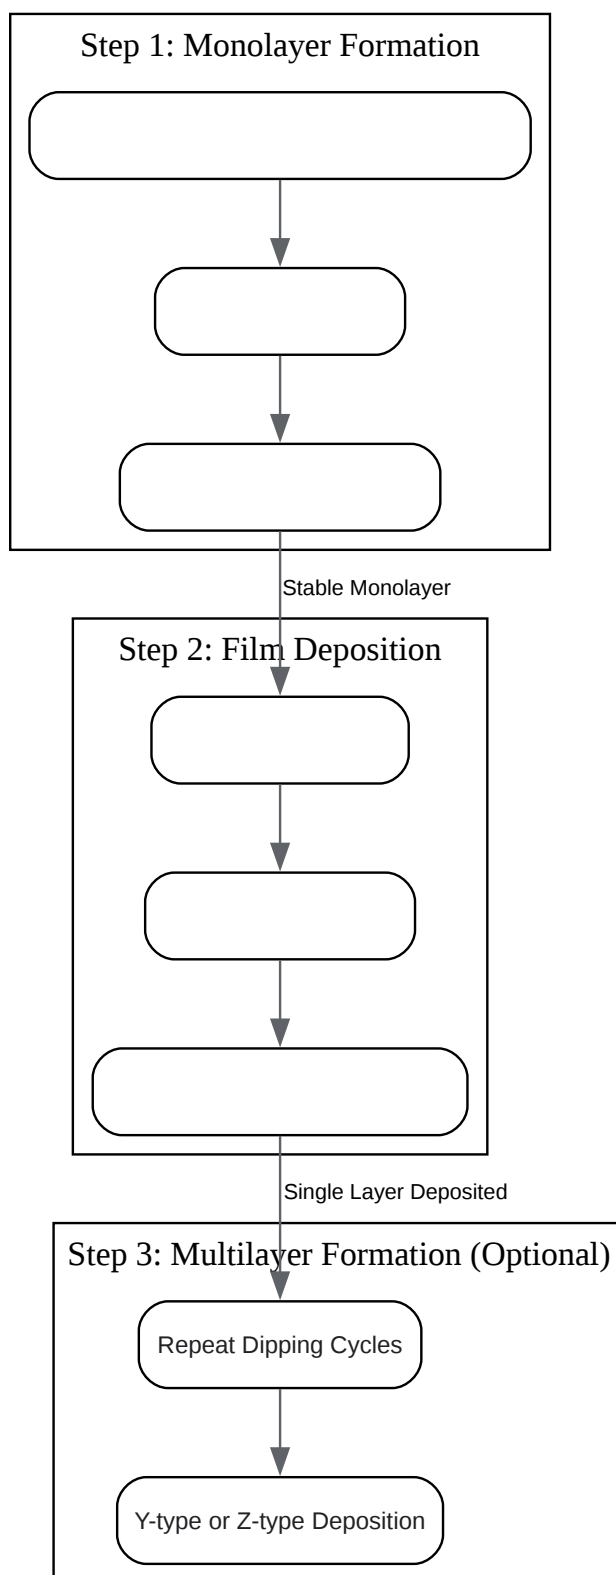 Step 1: Monolayer Formation
Stable Monolayer
Step 2: Film Deposition
Single Layer Deposited
Step 3: Multilayer Formation (Optional)
Repeat Dipping Cycles
Y-type or Z-type Deposition